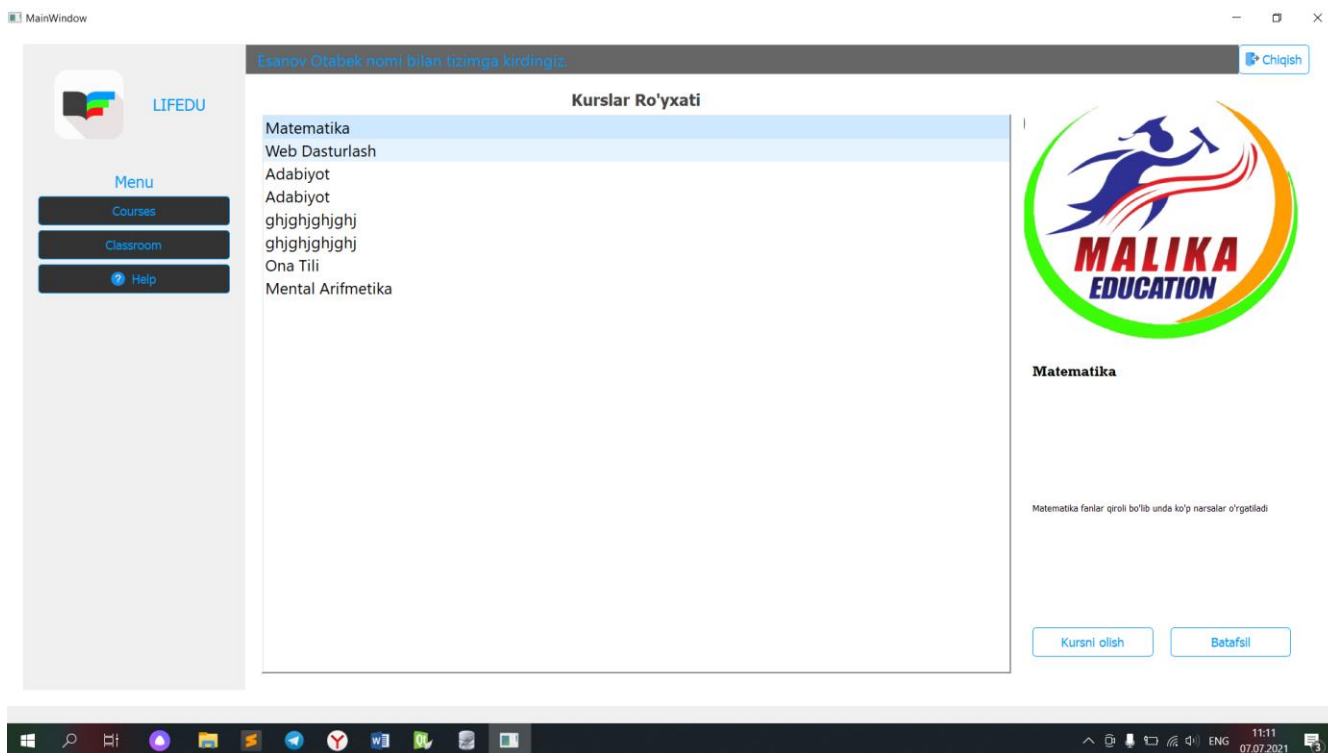 MainWindow
Esanov Otabek nomi bilan tizimga kirdingiz.
Chiqish
LIFEDU
Kurslar Ro'yxati
Menu
Courses
Classroom
Help
Matematika
Web Dasturlash
Adabiyot
Adabiyot
ghjghjghjghj
ghjghjghjghj
Ona Tili
Mental Arifmetika
MALIKA
EDUCATION
Matematika
Matematika fanlar qiroli bo'lib unda ko'p narsalar o'rgatiladi
Kursni olish
Batafsil
ENG
11:11
07.07.2021
3